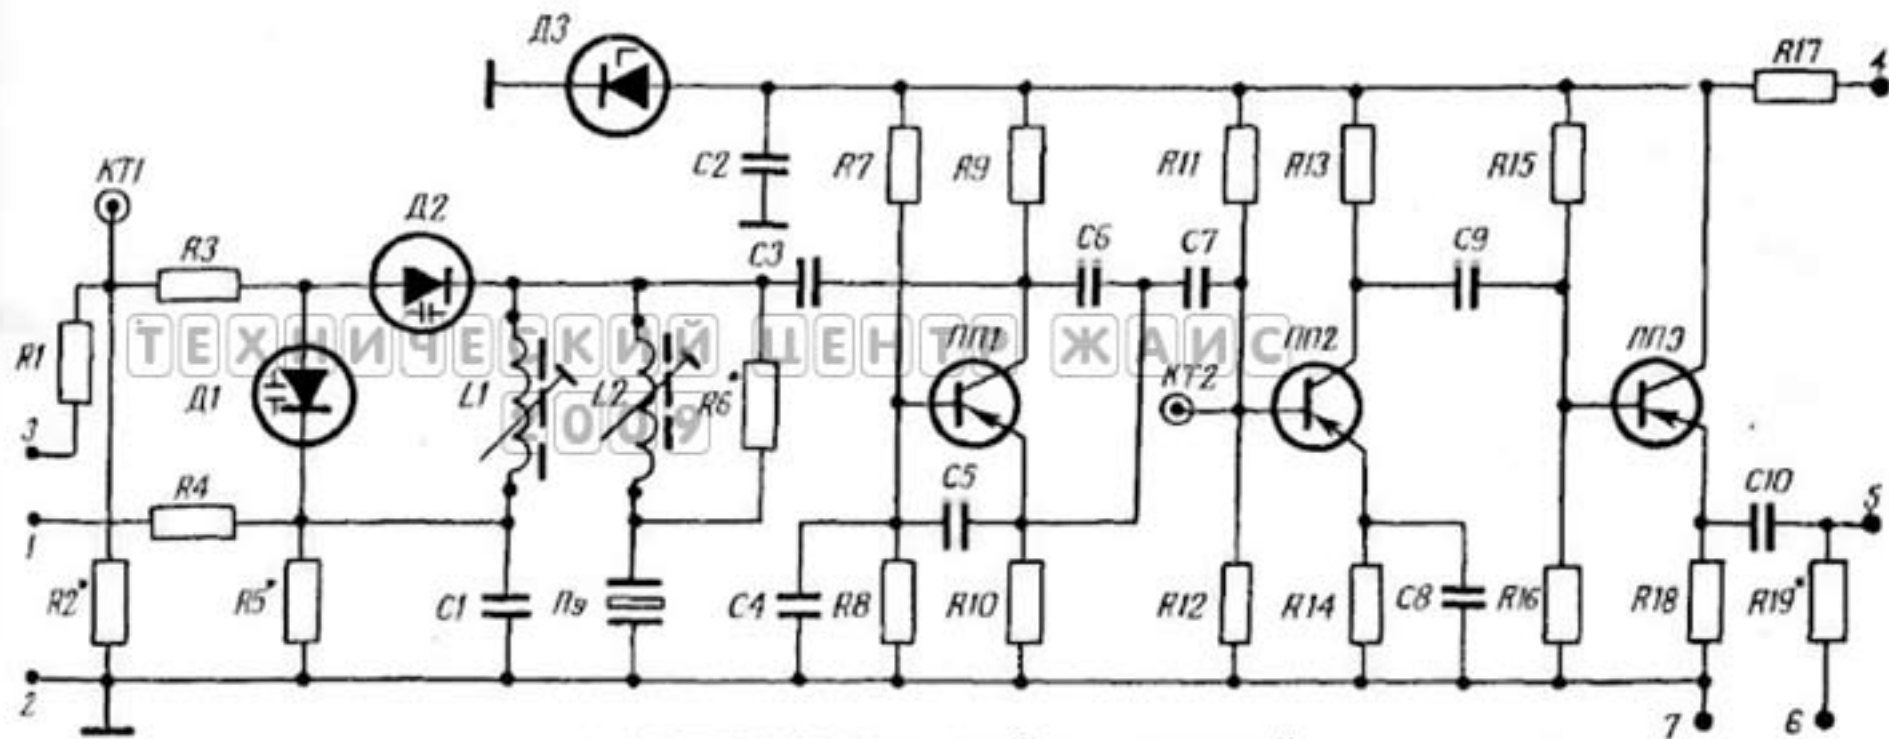 Д3
R17
4
КТ1
Д2
C2
R7
R9
R11
R13
R15
R3
C3
C6
C7
C9
ТЕХНИЧЕСКИЙ ЦЕНТР ЖАИС
2009
R1
Д1
L1
L2
R6*
ПП1
КТ2
ПП2
ПП3
3
R4
C5
C10
5
1
R2*
R5*
C1
Пэ
C4
R8
R10
R12
R14
C8
R16
R18
R19*
2
7
6